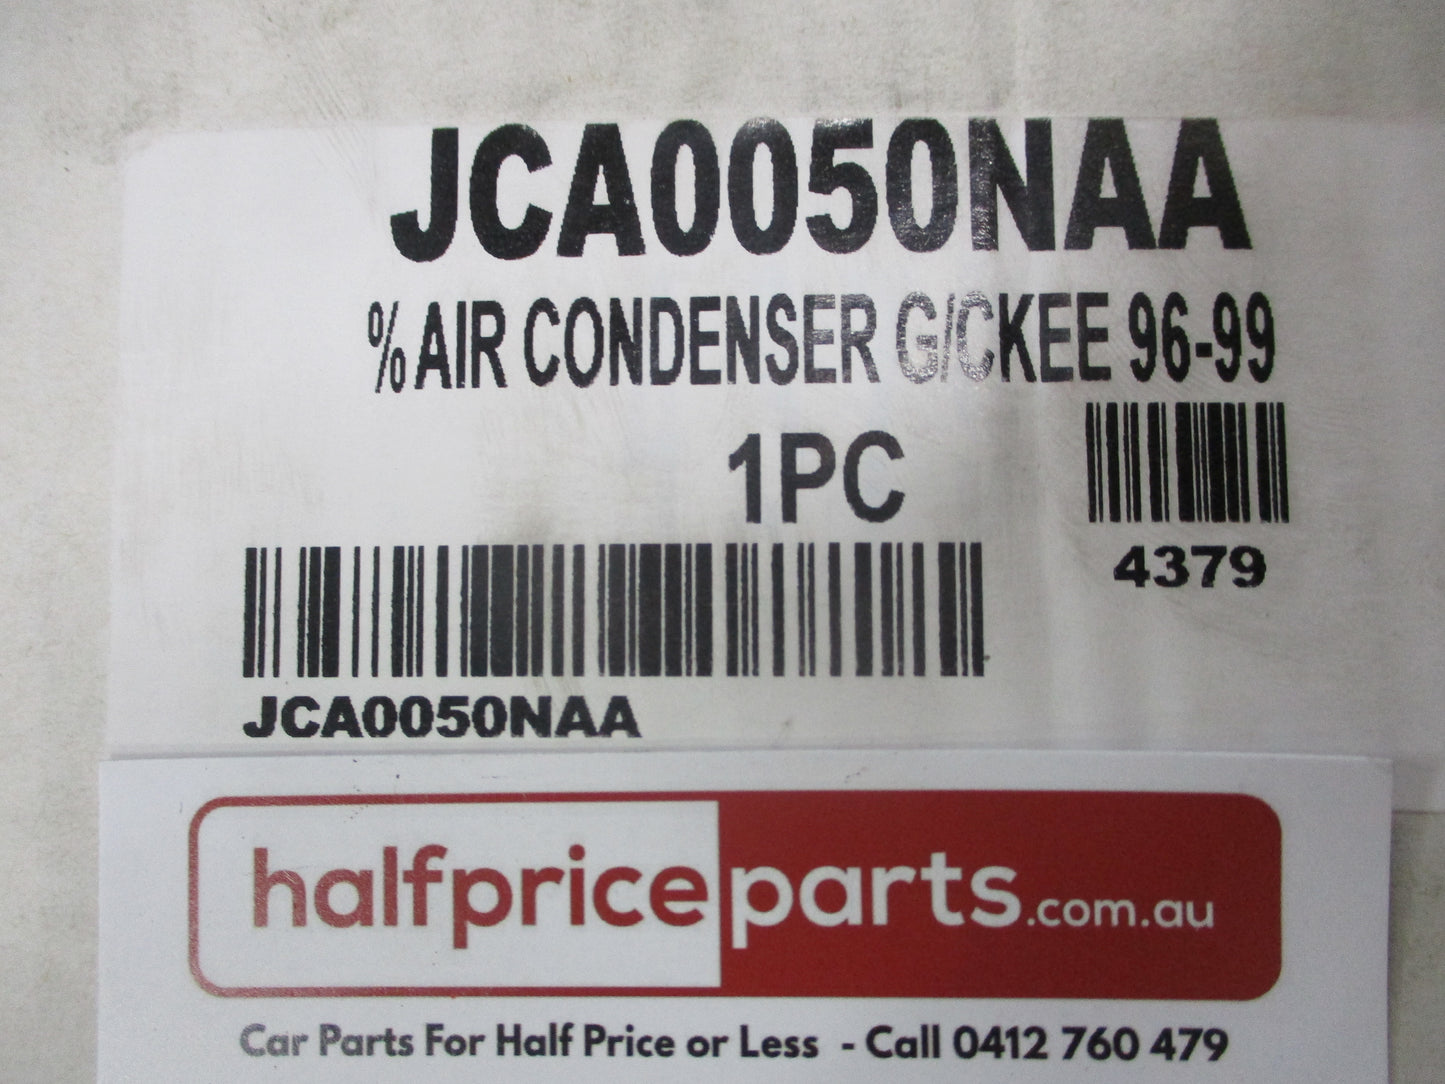 JCA0050NAA
% AIR CONDENSER G/CKEE 96-99
1PC
4379
JCA0050NAA
halfpriceparts.com.au
Car Parts For Half Price or Less - Call 0412 760 479